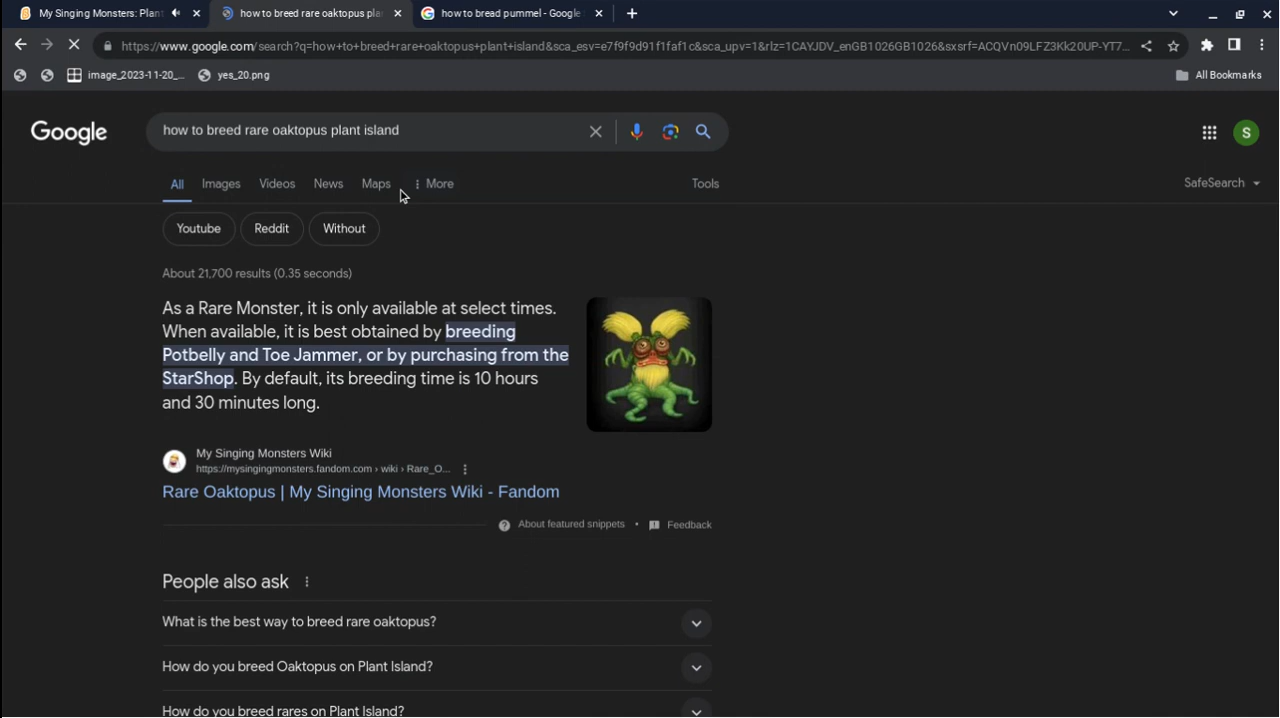 My Singing Monsters: Plant
how to breed rare oaktopus pla
how to bread pummel - Google
https://www.google.com/search?q=how+to+breed+rare+oaktopus+plant+island&sca_esv=e7f9f9d91f1faf1c&sca_upv=1&rlz=1CAYJDV_enGB1026GB1026&sxsrf=ACQVn09LFZ3Kk20UP-YT7...
image_2023-11-20_...
yes_20.png
All Bookmarks
Google
how to breed rare oaktopus plant island
S
All
Images
Videos
News
Maps
More
Tools
SafeSearch
Youtube
Reddit
Without
About 21,700 results (0.35 seconds)
As a Rare Monster, it is only available at select times.
When available, it is best obtained by breeding
Potbelly and Toe Jammer, or by purchasing from the
StarShop. By default, its breeding time is 10 hours
and 30 minutes long.
My Singing Monsters Wiki
https://mysingingmonsters.fandom.com › wiki › Rare_O...
Rare Oaktopus | My Singing Monsters Wiki - Fandom
About featured snippets
•
Feedback
People also ask
What is the best way to breed rare oaktopus?
How do you breed Oaktopus on Plant Island?
How do you breed rares on Plant Island?